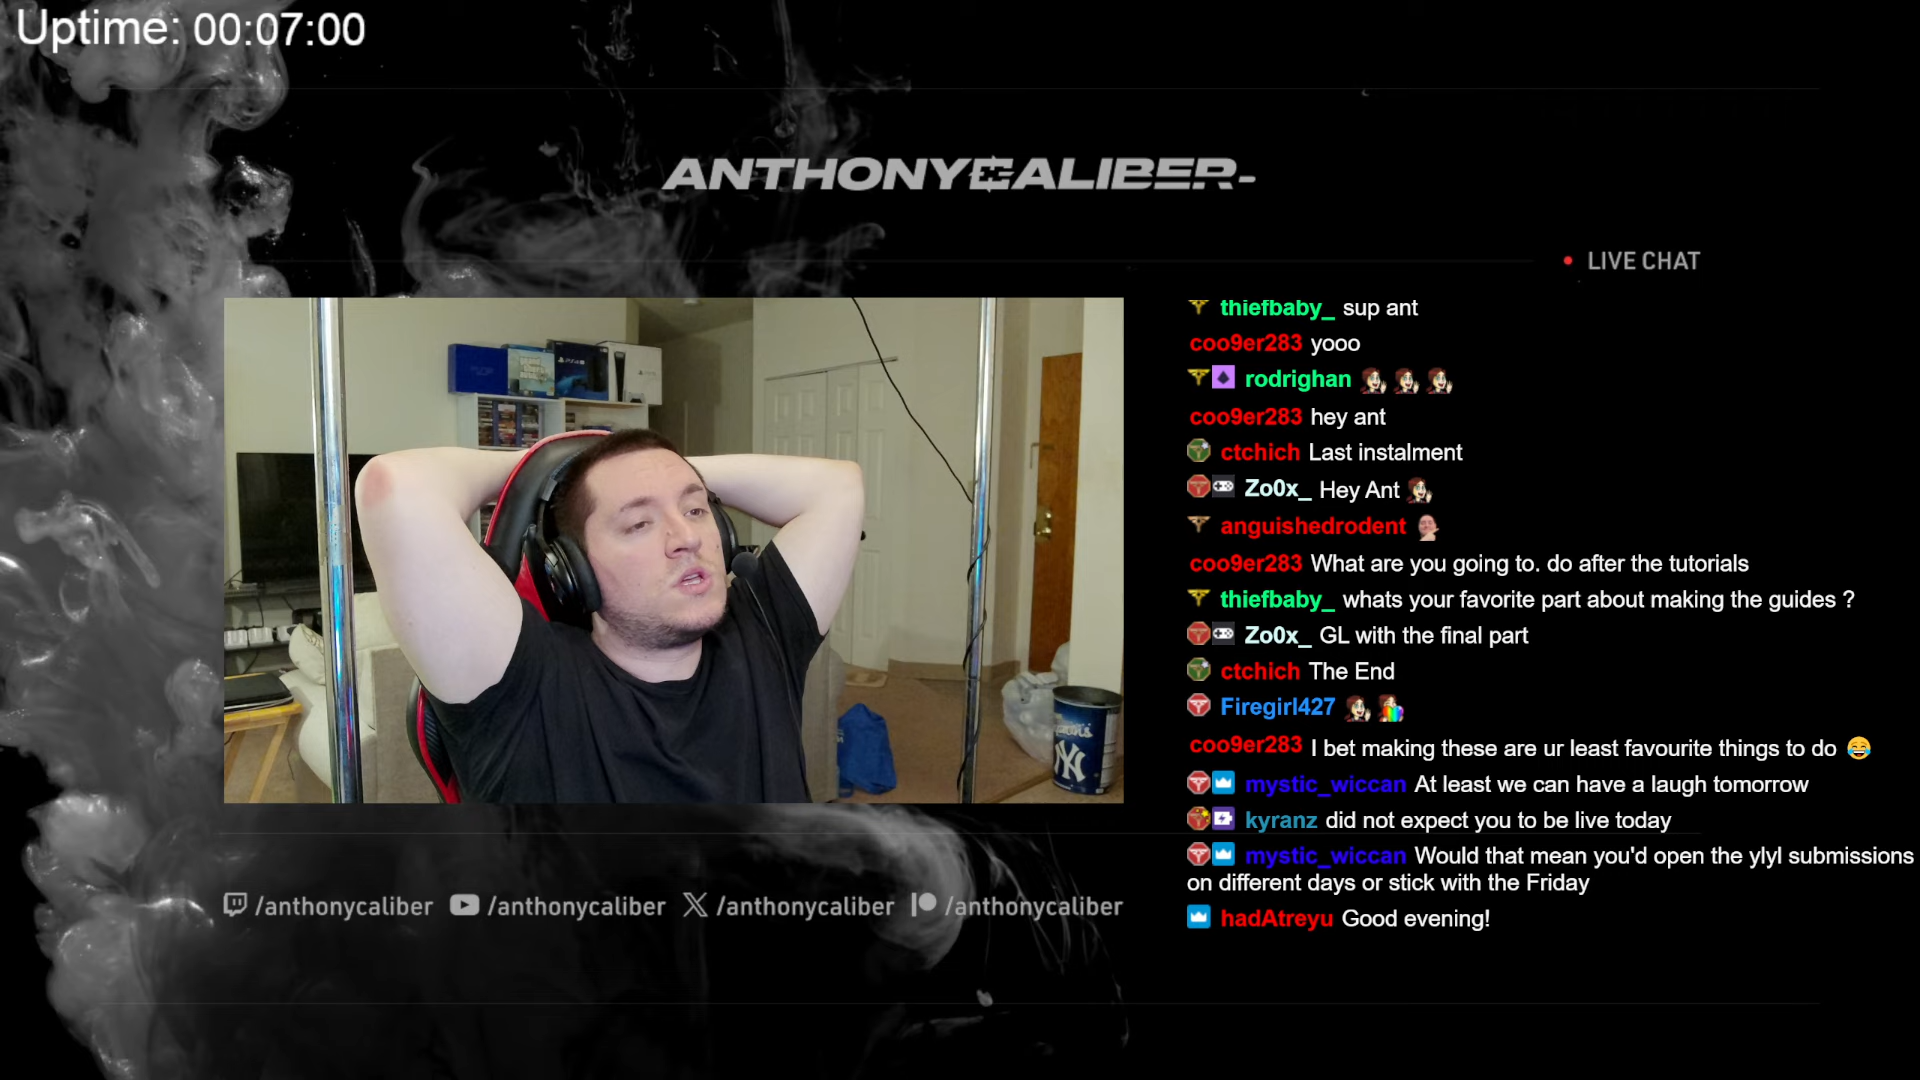 Uptime: 00:07:00
ANTHONYCALIBER-
LIVE CHAT
thiefbaby_ sup ant
coo9er283 yooo
rodrighan
coo9er283 hey ant
ctchich Last instalment
Zo0x_ Hey Ant
anguishedrodent
coo9er283 What are you going to. do after the tutorials
thiefbaby_ whats your favorite part about making the guides ?
Zo0x_ GL with the final part
ctchich The End
Firegirl427
coo9er283 I bet making these are ur least favourite things to do 😂
mystic_wiccan At least we can have a laugh tomorrow
kyranz did not expect you to be live today
mystic_wiccan Would that mean you'd open the ylyl submissions
on different days or stick with the Friday
hadAtreyu Good evening!
/anthonycaliber /anthonycaliber /anthonycaliber /anthonycaliber